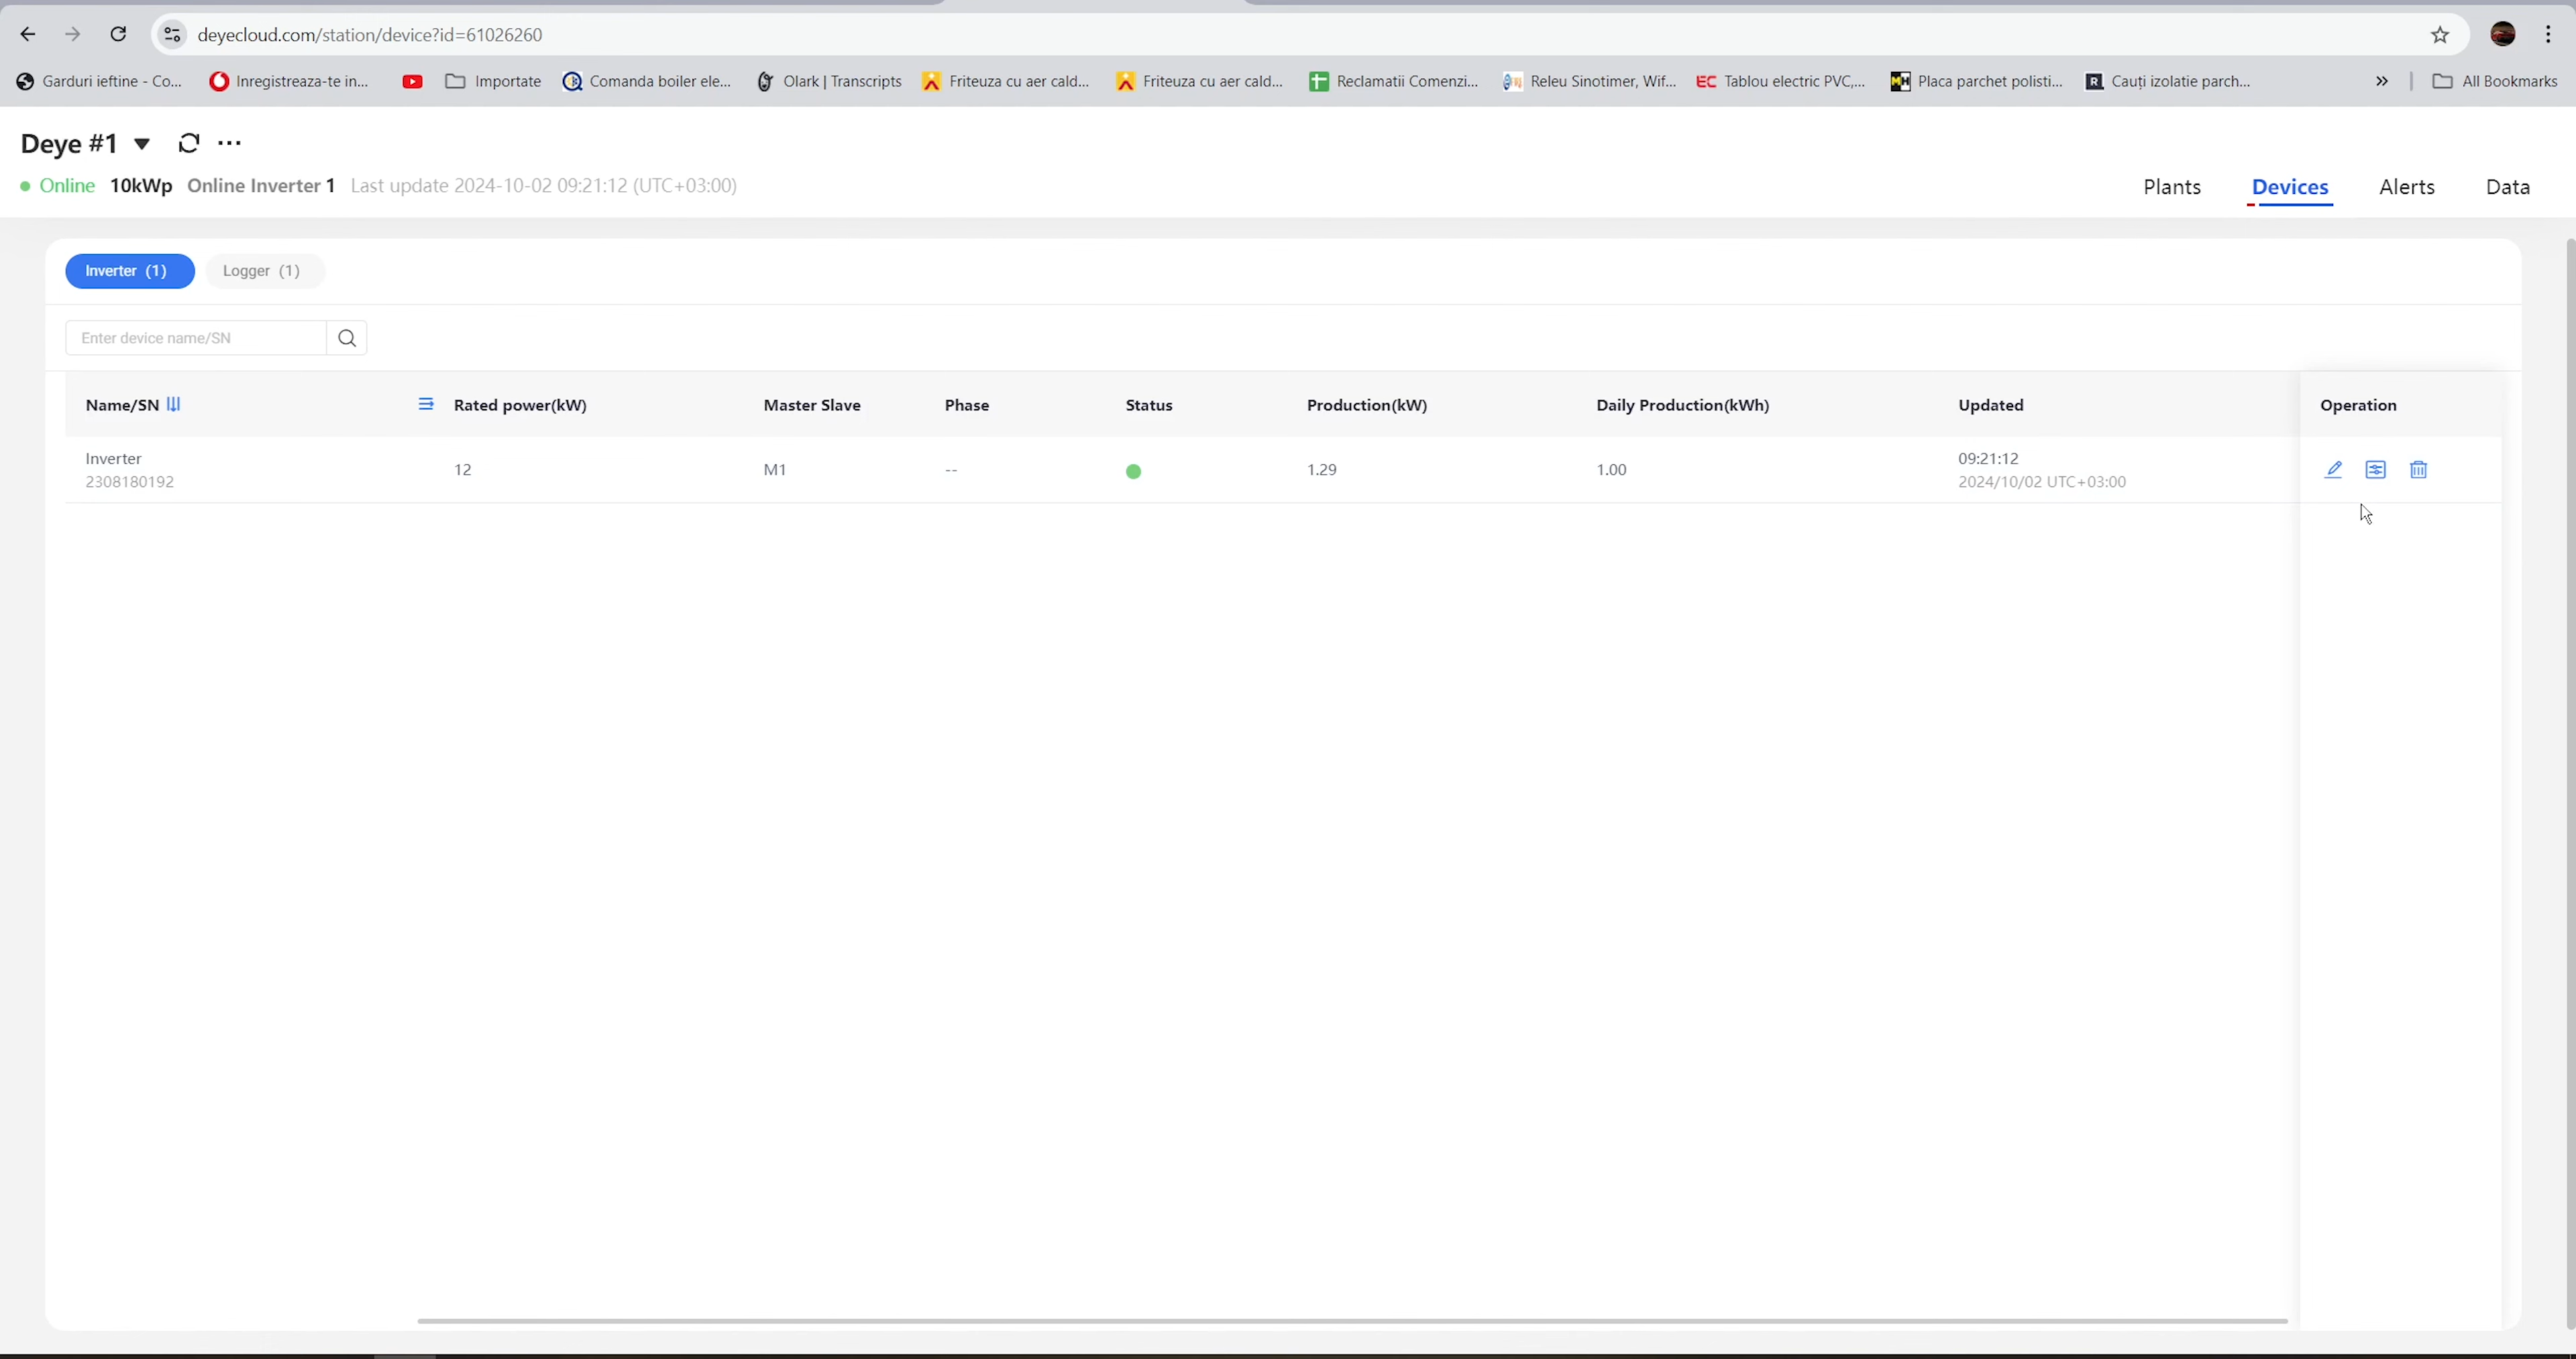 deyecloud.com/station/device?id=61026260
Garduri ieftine - Co... Inregistreaza-te in... Importate Comanda boiler ele... Olark | Transcripts Friteuza cu aer cald... Friteuza cu aer cald... Reclamatii Comenzi... Releu Sinotimer, Wif... EC Tablou electric PVC,... MH Placa parchet polisti... R Cauți izolatie parch... » All Bookmarks
Deye #1
Online 10kWp Online Inverter 1 Last update 2024-10-02 09:21:12 (UTC+03:00)
Plants Devices Alerts Data
Inverter (1) Logger (1)
Enter device name/SN
Name/SN Rated power(kW) Master Slave Phase Status Production(kW) Daily Production(kWh) Updated Operation
Inverter 12 M1 -- 1.29 1.00 09:21:12
2308180192 2024/10/02 UTC+03:00